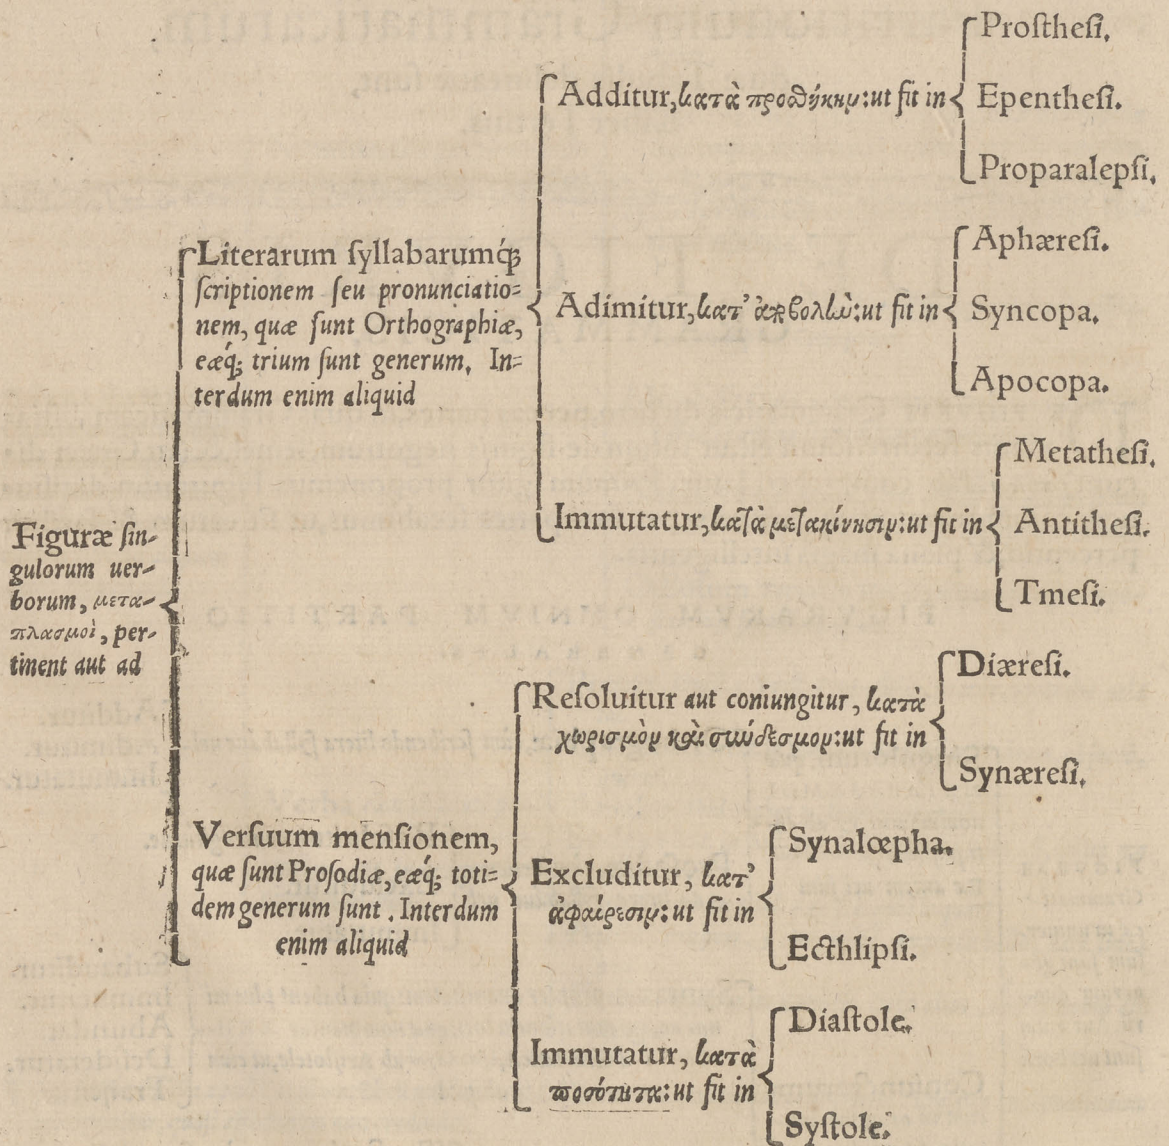 Figuræ ſin-
gulorum uer-
borum, μετα-
πλασμοὶ, per-
tinent aut ad
Literarum ſyllabarumq́ꝫ
ſcriptionem ſeu pronunciatio-
nem, quæ ſunt Orthographiæ,
eæq́ꝫ trium ſunt generum, In-
terdum enim aliquid
Additur, κατὰ προσθήκην: ut fit in
Proſtheſi.
Epentheſi.
Proparalepſi.
Adimitur, κατ' ἀποβολὴν: ut fit in
Aphæreſi.
Syncopa.
Apocopa.
Immutatur, κατὰ μετακίνησιν: ut fit in
Metatheſi.
Antitheſi.
Tmeſi.
Verſuum menſionem,
quæ ſunt Proſodiæ, eæq́ꝫ toti-
dem generum ſunt. Interdum
enim aliquid
Reſoluitur aut coniungitur, κατὰ
χωρισμὸν καὶ σύνδεσμον: ut fit in
Diæreſi.
Synæreſi.
Excluditur, κατ'
ἀφαίρεσιν: ut fit in
Synalœpha.
Ecthlipſi.
Immutatur, κατὰ
ποσότητα: ut fit in
Diaſtole.
Syſtole.